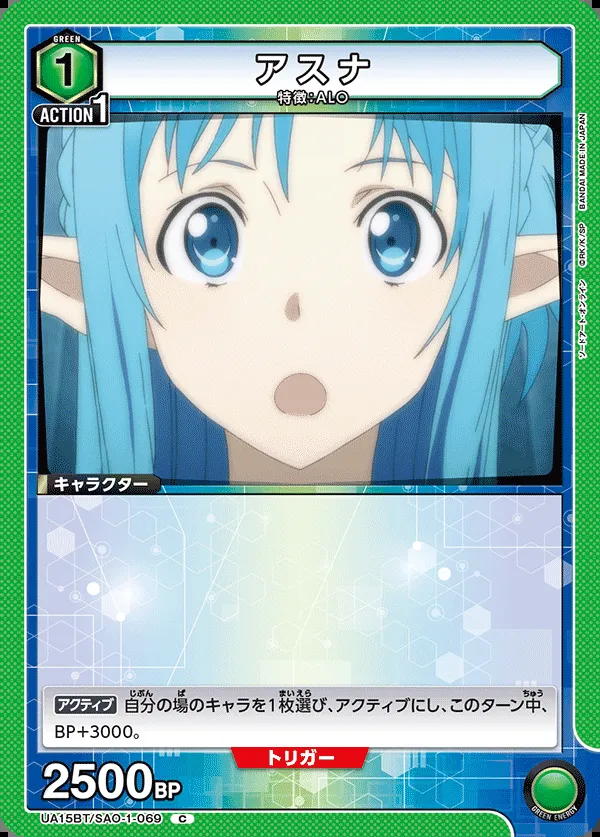 GREEN
1
ACTION 1
アスナ
特徴:ALO
ソードアート・オンライン ©RK/K/SP BANDAI MADE IN JAPAN
キャラクター
アクティブ 自分の場のキャラを1枚選び、アクティブにし、このターン中、
BP+3000。
トリガー
2500BP
GREEN ENERGY
UA15BT/SAO-1-069 C